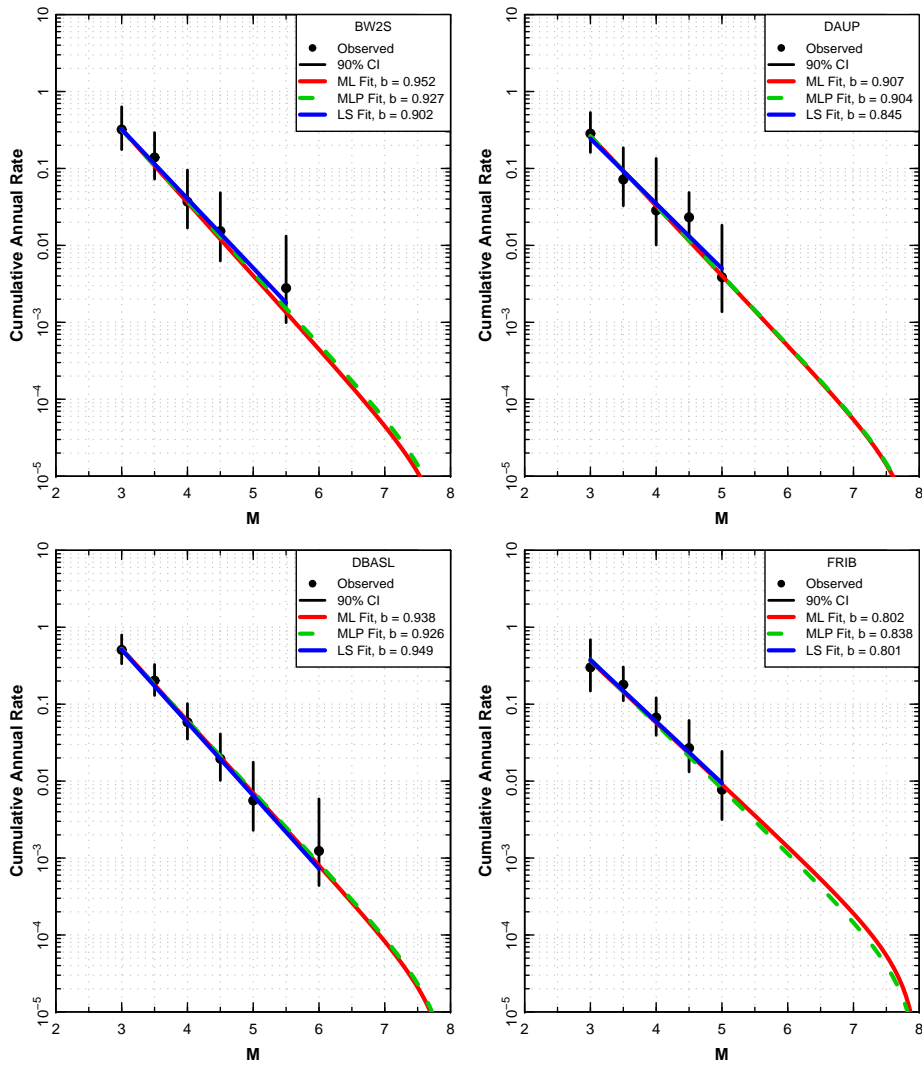 BW2S
Observed
90% CI
ML Fit, b = 0.952
MLP Fit, b = 0.927
LS Fit, b = 0.902
Cumulative Annual Rate
10
1
0.1
0.01
10−3
10−4
10−5
2 3 4 5 6 7 8
M
DAUP
Observed
90% CI
ML Fit, b = 0.907
MLP Fit, b = 0.904
LS Fit, b = 0.845
Cumulative Annual Rate
10
1
0.1
0.01
10−3
10−4
10−5
2 3 4 5 6 7 8
M
DBASL
Observed
90% CI
ML Fit, b = 0.938
MLP Fit, b = 0.926
LS Fit, b = 0.949
Cumulative Annual Rate
10
1
0.1
0.01
10−3
10−4
10−5
2 3 4 5 6 7 8
M
FRIB
Observed
90% CI
ML Fit, b = 0.802
MLP Fit, b = 0.838
LS Fit, b = 0.801
Cumulative Annual Rate
10
1
0.1
0.01
10−3
10−4
10−5
2 3 4 5 6 7 8
M